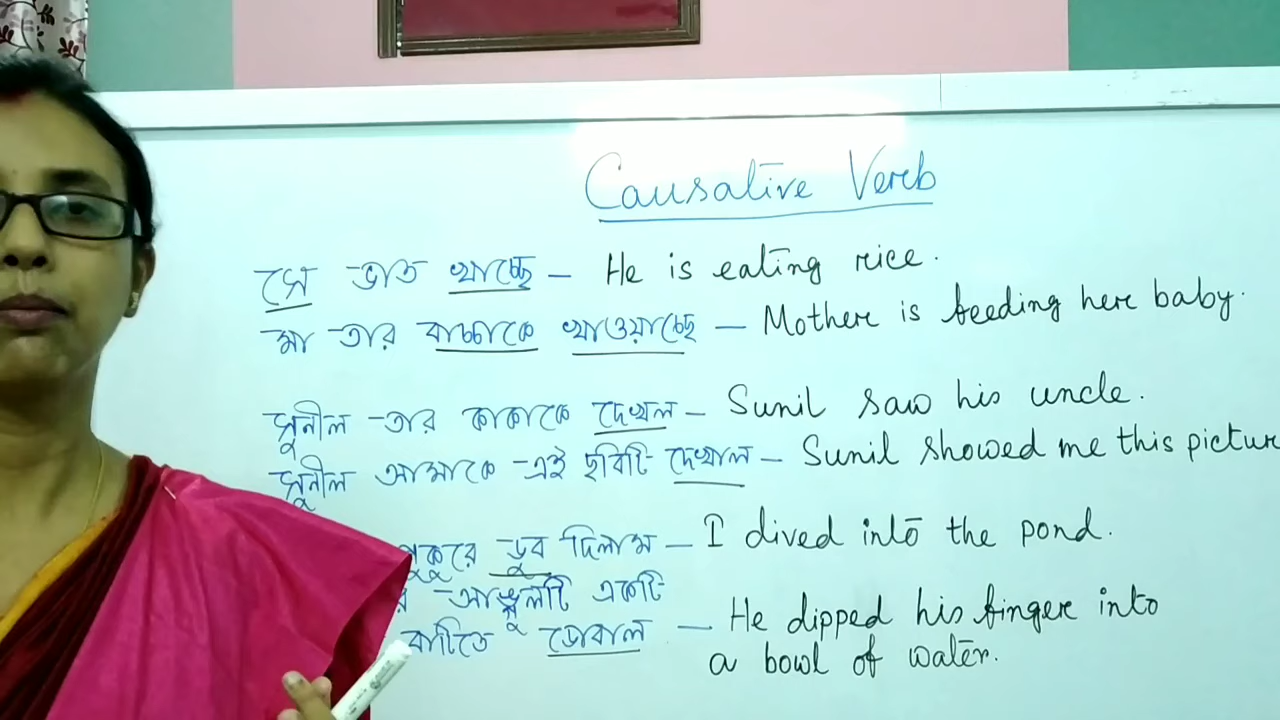 Causative Verb
সে ভাত খাচ্ছে – He is eating rice.
মা তার বাচ্চাকে খাওয়াচ্ছে – Mother is feeding her baby.
সুনীল তার কাকাকে দেখল – Sunil saw his uncle.
সুনীল আমাকে এই ছবিটি দেখাল – Sunil showed me this pictur
পুকুরে ডুব দিলাম – I dived into the pond.
আঙ্গুলটি একটি
বাটিতে ডোবাল – He dipped his finger into
a bowl of water.